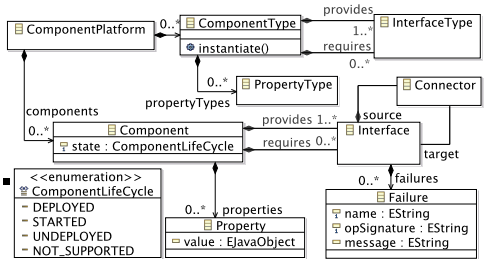 provides
0..*
ComponentPlatform
ComponentType
InterfaceType
1..*
instantiate()
requires
0..*
0..*
PropertyType
propertyTypes
Connector
components
source
0..*
Component
provides 1..*
Interface
state : ComponentLifeCycle
requires 0..*
target
<<enumeration>>
ComponentLifeCycle
DEPLOYED
STARTED
UNDEPLOYED
NOT_SUPPORTED
0..*
properties
Property
value : EJavaObject
0..*
failures
Failure
name : EString
opSignature : EString
message : EString